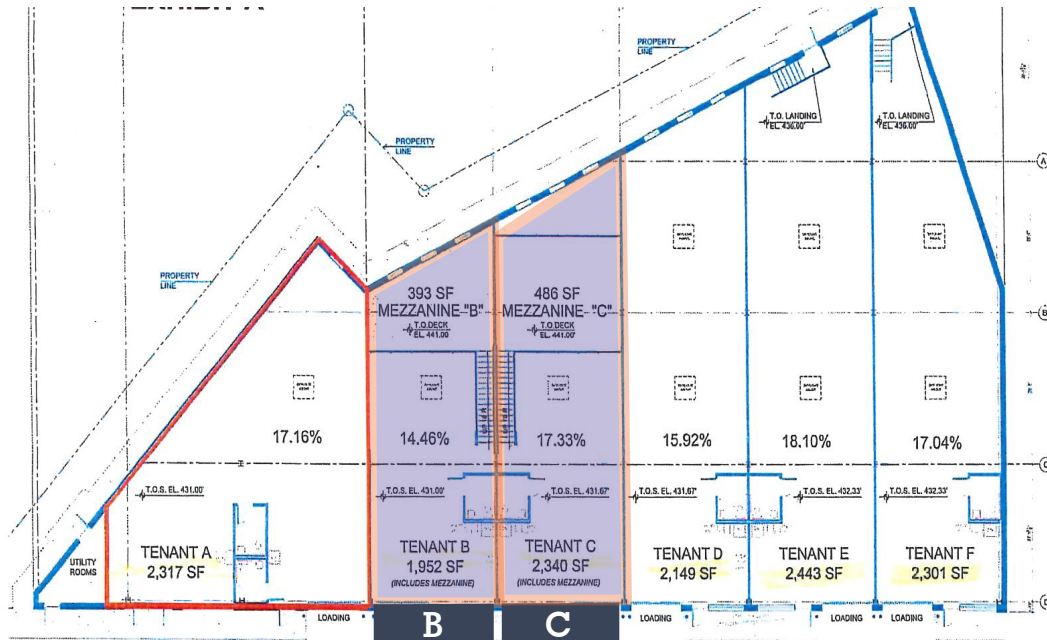 EXHIBIT A
PROPERTY
LINE
PROPERTY
LINE
PROPERTY
LINE
T.O. LANDING
EL. 436.00'
T.O. LANDING
EL. 436.00'
A
393 SF
MEZZANINE "B"
T.O.DECK
EL. 441.00'
486 SF
MEZZANINE "C"
T.O.DECK
EL. 441.00'
B
17.16%
14.46%
17.33%
15.92%
18.10%
17.04%
T.O.S. EL. 431.00'
T.O.S. EL. 431.00'
T.O.S. EL. 431.67'
T.O.S. EL. 431.67'
T.O.S. EL. 432.33'
T.O.S. EL. 432.33'
UTILITY
ROOMS
TENANT A
2,317 SF
TENANT B
1,952 SF
(INCLUDES MEZZANINE)
TENANT C
2,340 SF
(INCLUDES MEZZANINE)
TENANT D
2,149 SF
TENANT E
2,443 SF
TENANT F
2,301 SF
LOADING
B
C
LOADING
LOADING
LOADING